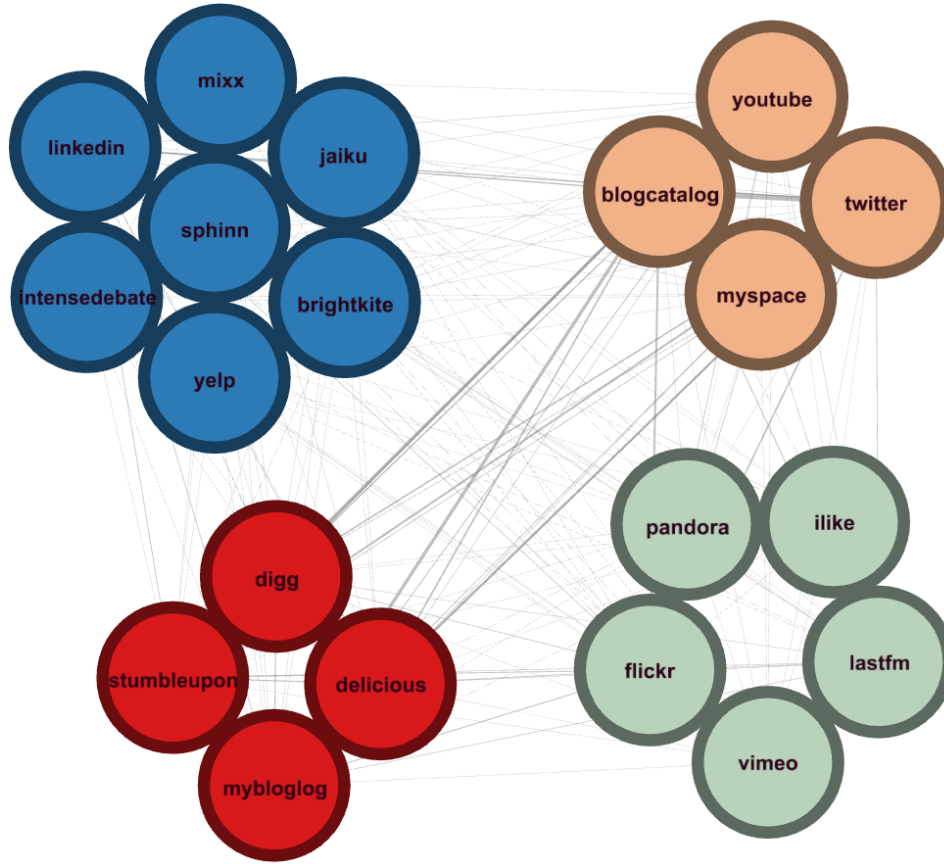 mixx
linkedin
jaiku
sphinn
intensedebate
brightkite
yelp
youtube
blogcatalog
twitter
myspace
digg
stumbleupon
delicious
mybloglog
pandora
ilike
flickr
lastfm
vimeo